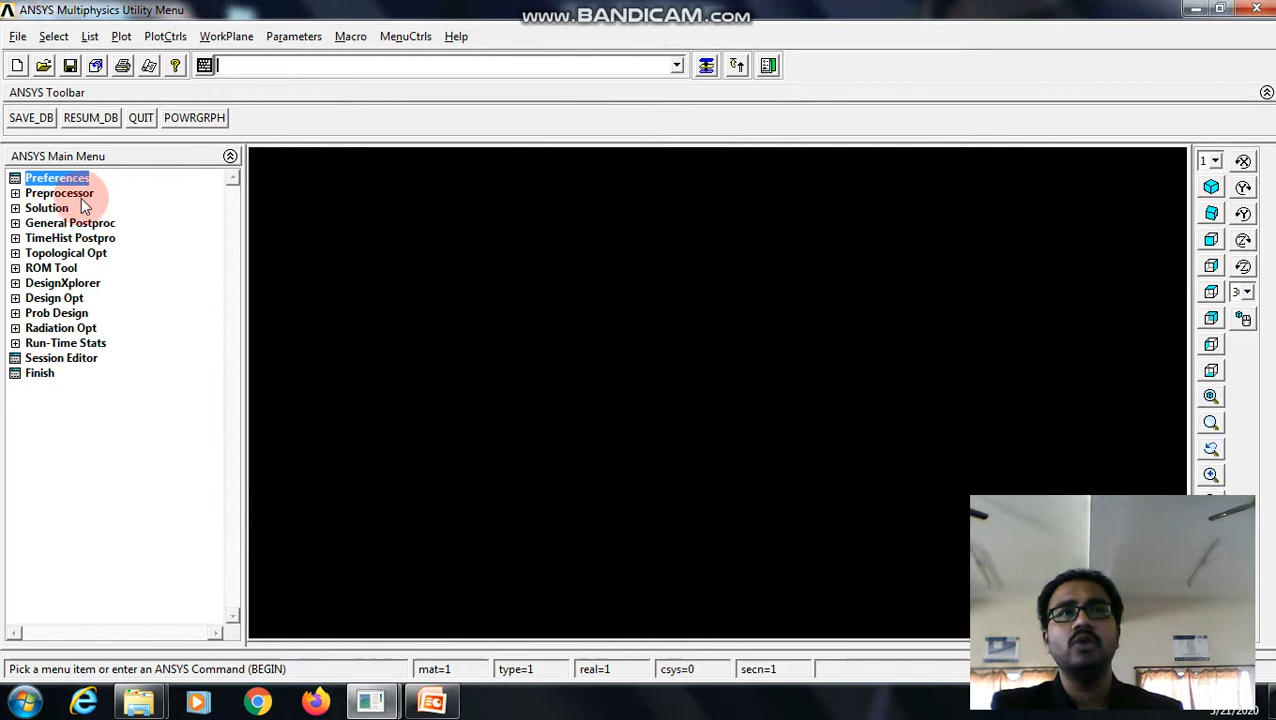 ANSYS Multiphysics Utility Menu
www.BANDICAM.com
File Select List Plot PlotCtrls WorkPlane Parameters Macro MenuCtrls Help
ANSYS Toolbar
SAVE_DB RESUM_DB QUIT POWRGRPH
ANSYS Main Menu
1
Preferences
Preprocessor
Solution
General Postproc
TimeHist Postpro
Topological Opt
ROM Tool
DesignXplorer
Design Opt
Prob Design
Radiation Opt
Run-Time Stats
Session Editor
Finish
Pick a menu item or enter an ANSYS Command (BEGIN) mat=1 type=1 real=1 csys=0 secn=1